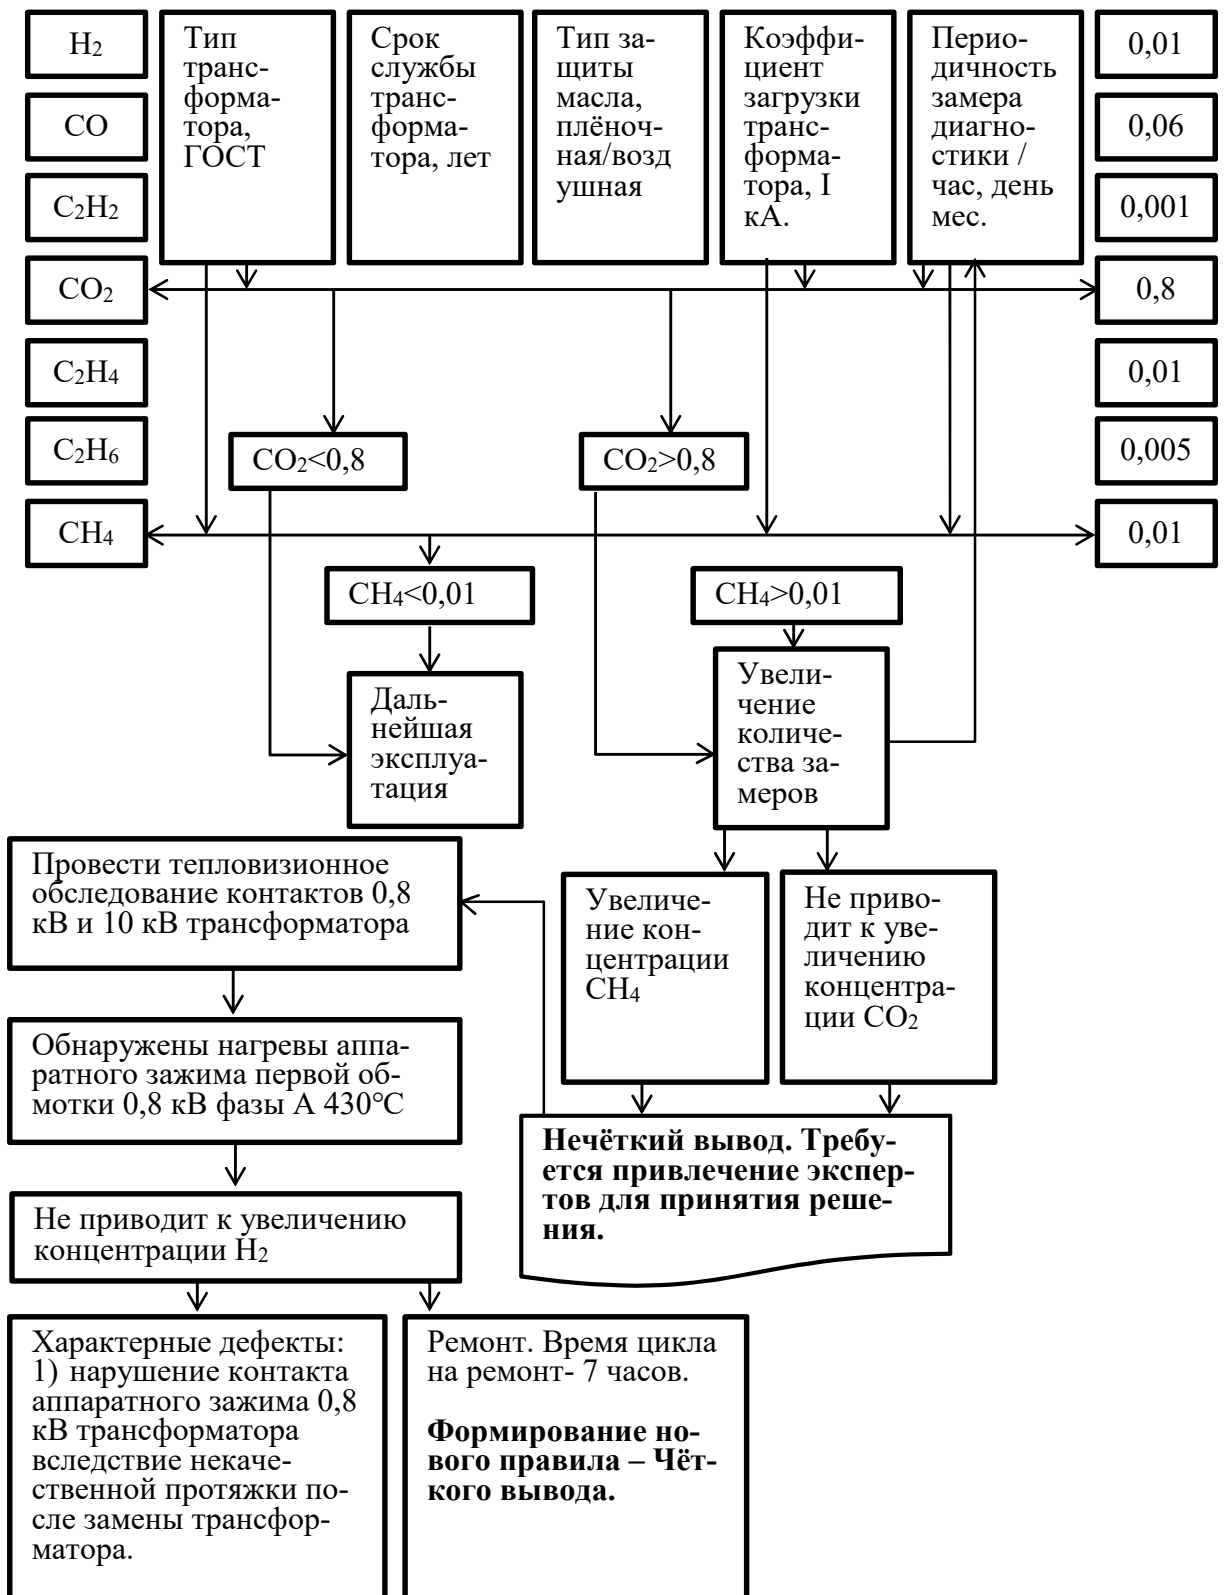 H2
CO
C2H2
CO2
C2H4
C2H6
CH4
Тип
транс-
форма-
тора,
ГОСТ
Срок
службы
транс-
форма-
тора, лет
Тип за-
щиты
масла,
плёноч-
ная/возд
ушная
Коэффи-
циент
загрузки
транс-
форма-
тора, I
кА.
Перио-
дичность
замера
диагно-
стики /
час, день
мес.
0,01
0,06
0,001
0,8
0,01
0,005
0,01
CO2<0,8
CO2>0,8
CH4<0,01
CH4>0,01
Даль-
нейшая
эксплуа-
тация
Увели-
чение
количе-
ства за-
меров
Увеличе-
ние кон-
центрации
CH4
Не приво-
дит к уве-
личению
концентра-
ции CO2
Нечёткий вывод. Требу-
ется привлечение экспер-
тов для принятия реше-
ния.
Провести тепловизионное
обследование контактов 0,8
кВ и 10 кВ трансформатора
Обнаружены нагревы аппа-
ратного зажима первой об-
мотки 0,8 кВ фазы А 430°С
Не приводит к увеличению
концентрации H2
Характерные дефекты:
1) нарушение контакта
аппаратного зажима 0,8
кВ трансформатора
вследствие некаче-
ственной протяжки по-
сле замены трансфор-
матора.
Ремонт. Время цикла
на ремонт- 7 часов.
Формирование но-
вого правила – Чёт-
кого вывода.